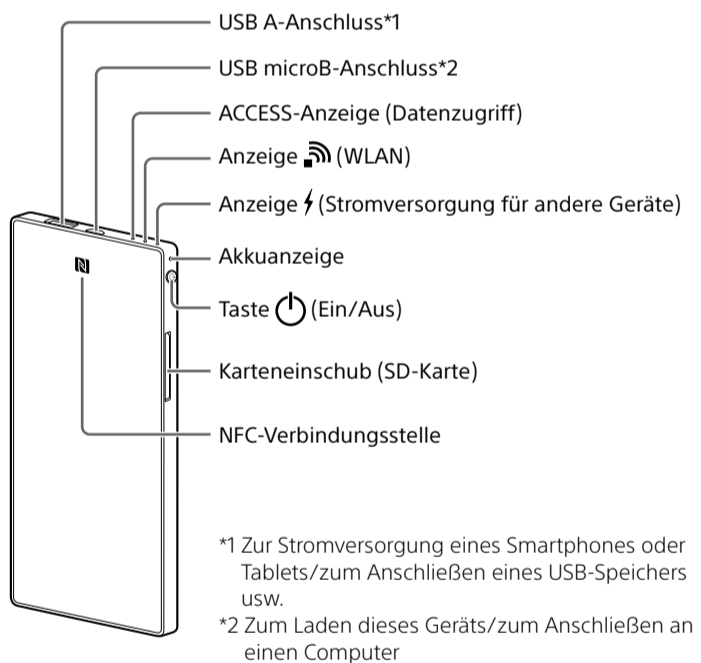 USB A-Anschluss*1
USB microB-Anschluss*2
ACCESS-Anzeige (Datenzugriff)
Anzeige (WLAN)
Anzeige (Stromversorgung für andere Geräte)
Akkuanzeige
Taste (Ein/Aus)
Karteneinschub (SD-Karte)
NFC-Verbindungsstelle
*1 Zur Stromversorgung eines Smartphones oder
Tablets/zum Anschließen eines USB-Speichers
usw.
*2 Zum Laden dieses Geräts/zum Anschließen an
einen Computer